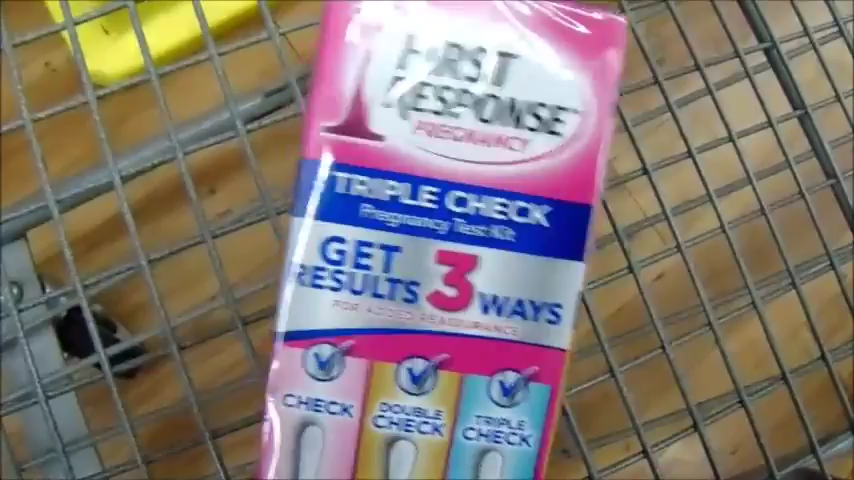 FIRST
RESPONSE
PREGNANCY
TRIPLE CHECK
Pregnancy Test Kit
GET
RESULTS 3 WAYS
FOR ADDED REASSURANCE
CHECK
DOUBLE
CHECK
TRIPLE
CHECK